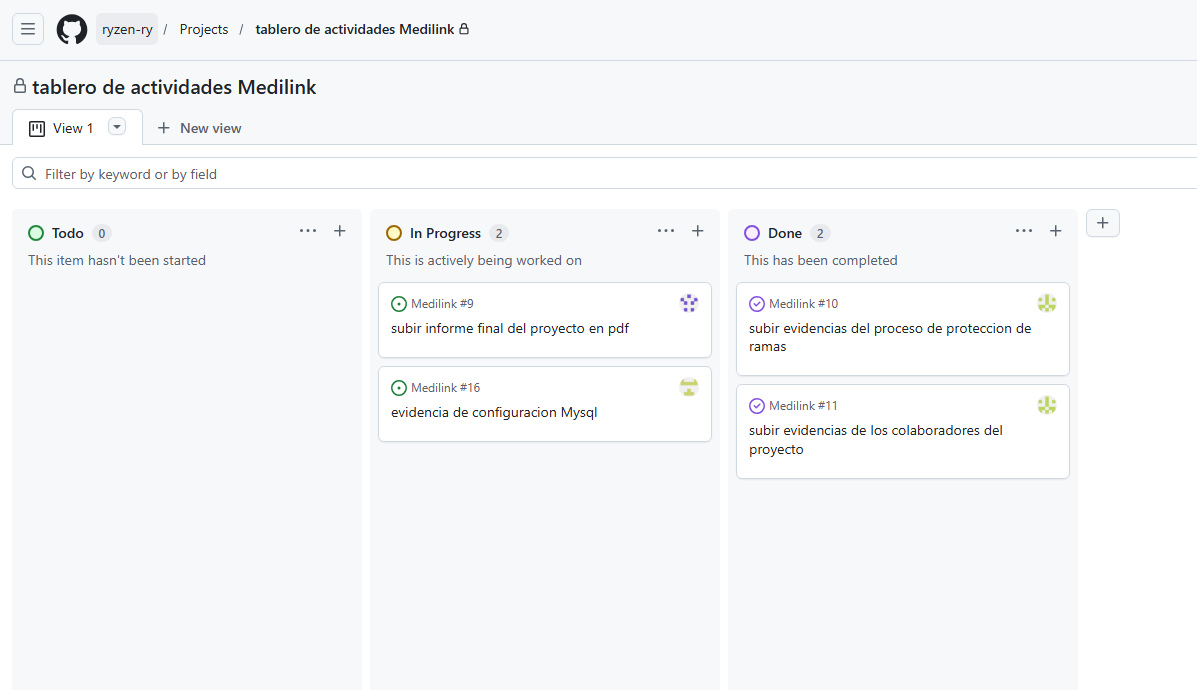 ryzen-ry / Projects / tablero de actividades Medilink
tablero de actividades Medilink
View 1
New view
Filter by keyword or by field
Todo 0
This item hasn't been started
In Progress 2
This is actively being worked on
Medilink #9
subir informe final del proyecto en pdf
Medilink #16
evidencia de configuracion Mysql
Done 2
This has been completed
Medilink #10
subir evidencias del proceso de proteccion de
ramas
Medilink #11
subir evidencias de los colaboradores del
proyecto